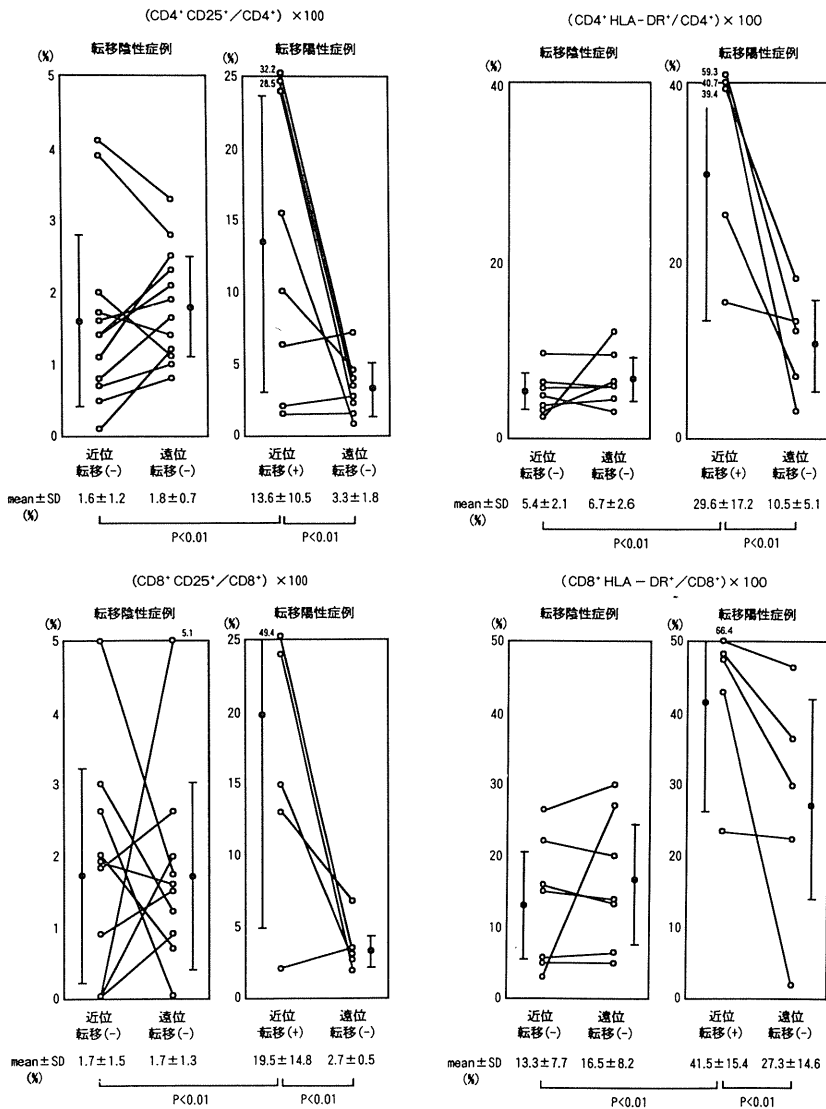 (CD4⁺ CD25⁺/CD4⁺) ×100
転移陰性症例 転移陽性症例
(%) (%)
5 25 32.2
28.5
4 20
3 15
2 10
1 5
0 0
近位 遠位 近位 遠位
転移(-) 転移(-) 転移(+) 転移(-)
mean±SD 1.6±1.2 1.8±0.7 13.6±10.5 3.3±1.8
(%)
P<0.01 P<0.01
(CD4⁺ HLA-DR⁺/CD4⁺) ×100
転移陰性症例 転移陽性症例
(%) (%)
59.3
40 40 40.7
39.4
20 20
0 0
近位 遠位 近位 遠位
転移(-) 転移(-) 転移(+) 転移(-)
mean±SD 5.4±2.1 6.7±2.6 29.6±17.2 10.5±5.1
(%)
P<0.01 P<0.01
(CD8⁺ CD25⁺/CD8⁺) ×100
転移陰性症例 転移陽性症例
(%) (%)
5 5.1 25 49.4
4 20
3 15
2 10
1 5
0 0
近位 遠位 近位 遠位
転移(-) 転移(-) 転移(+) 転移(-)
mean±SD 1.7±1.5 1.7±1.3 19.5±14.8 2.7±0.5
(%)
P<0.01 P<0.01
(CD8⁺ HLA-DR⁺/CD8⁺) ×100
転移陰性症例 転移陽性症例
(%) (%)
50 50 66.4
40 40
30 30
20 20
10 10
0 0
近位 遠位 近位 遠位
転移(-) 転移(-) 転移(+) 転移(-)
mean±SD 13.3±7.7 16.5±8.2 41.5±15.4 27.3±14.6
(%)
P<0.01 P<0.01